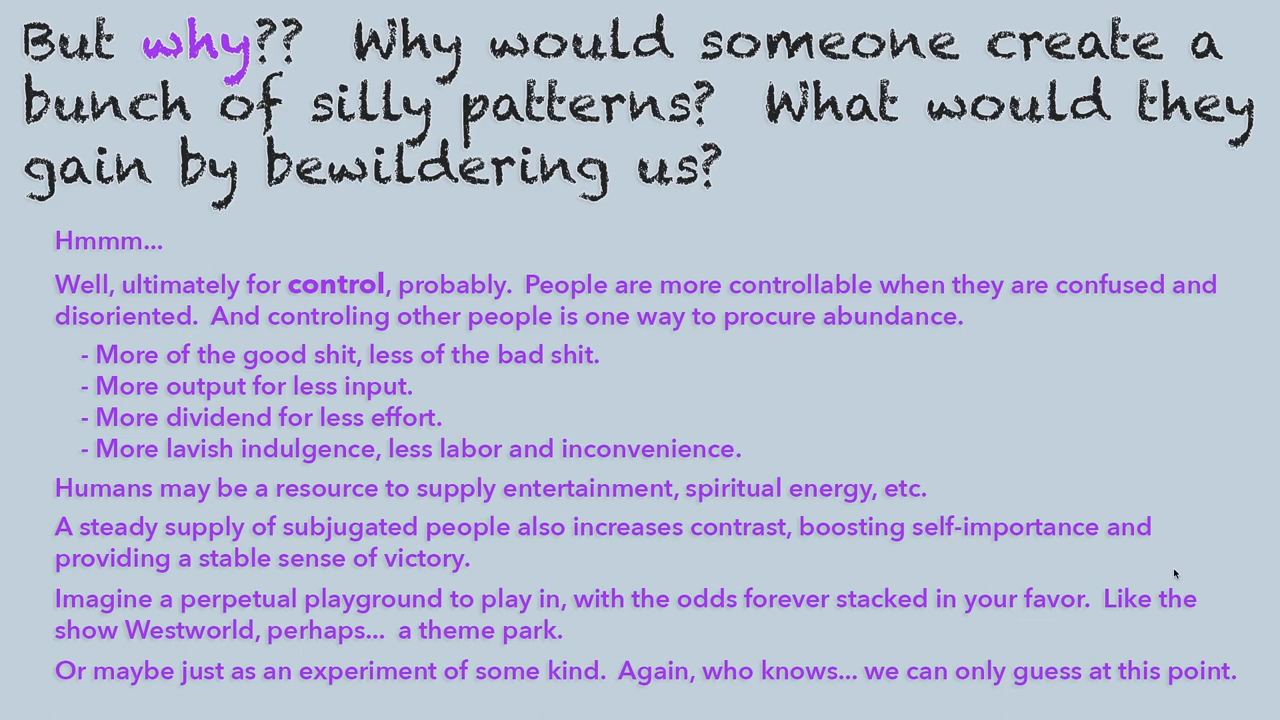 But why?? Why would someone create a
bunch of silly patterns? What would they
gain by bewildering us?
Hmmm...
Well, ultimately for control, probably. People are more controllable when they are confused and
disoriented. And controling other people is one way to procure abundance.
- More of the good shit, less of the bad shit.
- More output for less input.
- More dividend for less effort.
- More lavish indulgence, less labor and inconvenience.
Humans may be a resource to supply entertainment, spiritual energy, etc.
A steady supply of subjugated people also increases contrast, boosting self-importance and
providing a stable sense of victory.
Imagine a perpetual playground to play in, with the odds forever stacked in your favor. Like the
show Westworld, perhaps... a theme park.
Or maybe just as an experiment of some kind. Again, who knows... we can only guess at this point.